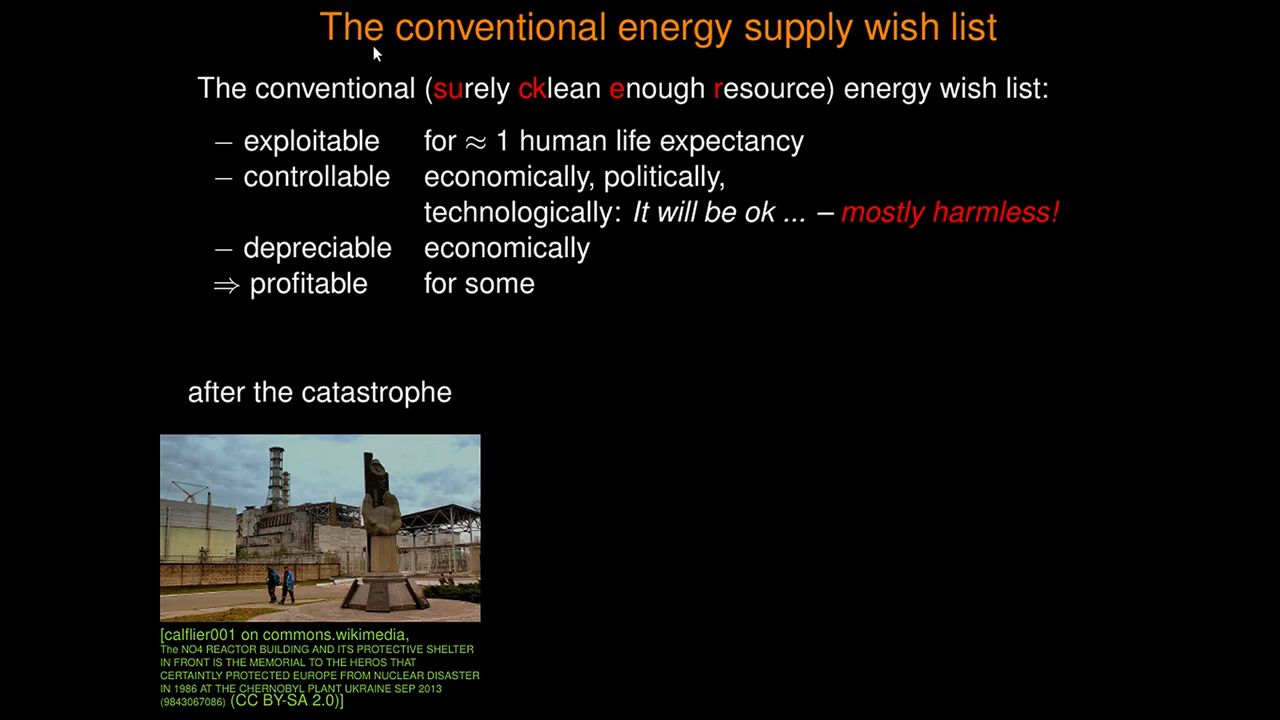 The conventional energy supply wish list
The conventional (surely cklean enough resource) energy wish list:
– exploitable for ≈ 1 human life expectancy
– controllable economically, politically,
technologically: It will be ok ... – mostly harmless!
– depreciable economically
⇒ profitable for some
after the catastrophe
[calflier001 on commons.wikimedia,
The NO4 REACTOR BUILDING AND ITS PROTECTIVE SHELTER
IN FRONT IS THE MEMORIAL TO THE HEROS THAT
CERTAINTLY PROTECTED EUROPE FROM NUCLEAR DISASTER
IN 1986 AT THE CHERNOBYL PLANT UKRAINE SEP 2013
(9843067086) (CC BY-SA 2.0)]